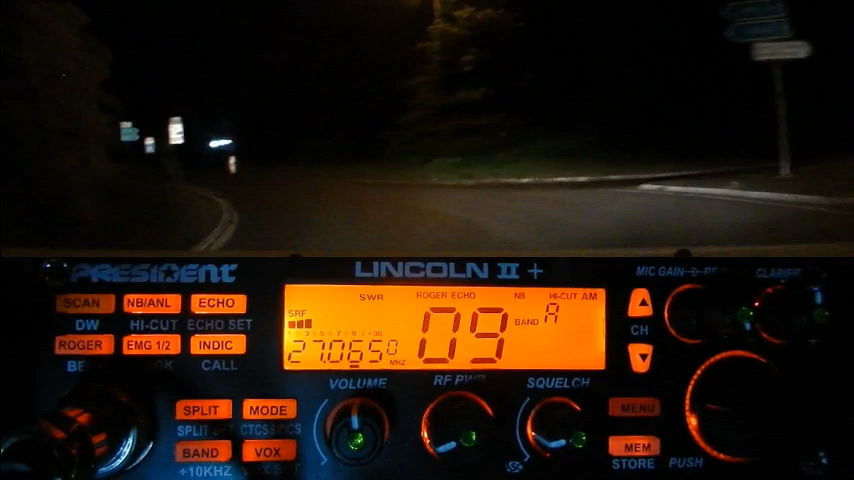 PRESIDENT
LINCOLN II +
MIC GAIN
SCAN NB/ANL ECHO
DW HI-CUT ECHO SET
ROGER EMG 1/2 INDIC
CALL
SWR ROGER ECHO NB HI-CUT AM
SRF
BAND A
09
27.0650 MHZ
CH
VOLUME RF PWR SQUELCH
SPLIT MODE
BAND VOX
+10KHZ
MENU
MEM
STORE PUSH